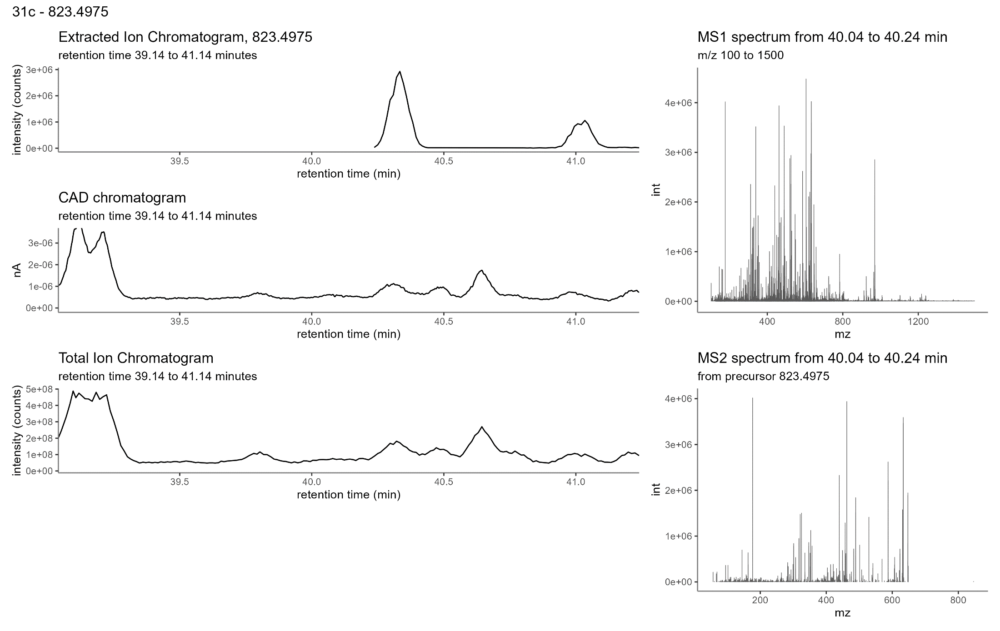 31c - 823.4975
Extracted Ion Chromatogram, 823.4975
retention time 39.14 to 41.14 minutes
intensity (counts)
3e+06
2e+06
1e+06
0e+00
39.5 40.0 40.5 41.0
retention time (min)
CAD chromatogram
retention time 39.14 to 41.14 minutes
nA
3e-06
2e-06
1e-06
0e+00
39.5 40.0 40.5 41.0
retention time (min)
Total Ion Chromatogram
retention time 39.14 to 41.14 minutes
intensity (counts)
5e+08
4e+08
3e+08
2e+08
1e+08
0e+00
39.5 40.0 40.5 41.0
retention time (min)
MS1 spectrum from 40.04 to 40.24 min
m/z 100 to 1500
int
4e+06
3e+06
2e+06
1e+06
0e+00
400 800 1200
mz
MS2 spectrum from 40.04 to 40.24 min
from precursor 823.4975
int
4e+06
3e+06
2e+06
1e+06
0e+00
200 400 600 800
mz